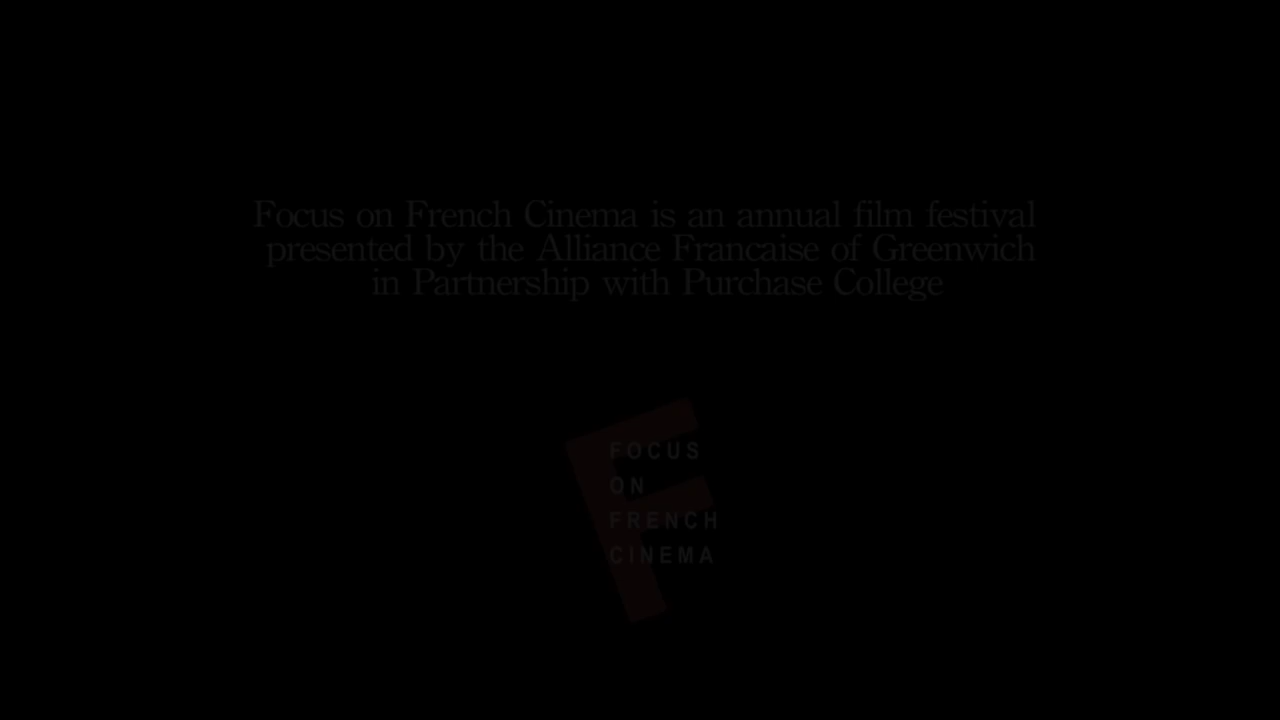 Focus on French Cinema is an annual film festival
presented by the Alliance Francaise of Greenwich
in Partnership with Purchase College
FOCUS
ON
FRENCH
CINEMA